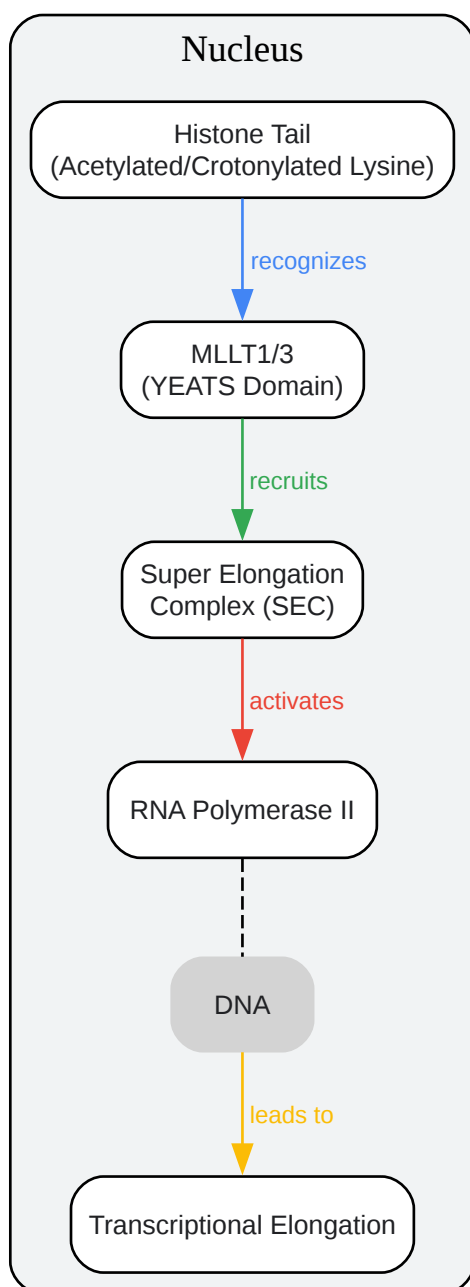 Nucleus
Histone Tail
(Acetylated/Crotonylated Lysine)
recognizes
MLLT1/3
(YEATS Domain)
recruits
Super Elongation
Complex (SEC)
activates
RNA Polymerase II
DNA
leads to
Transcriptional Elongation